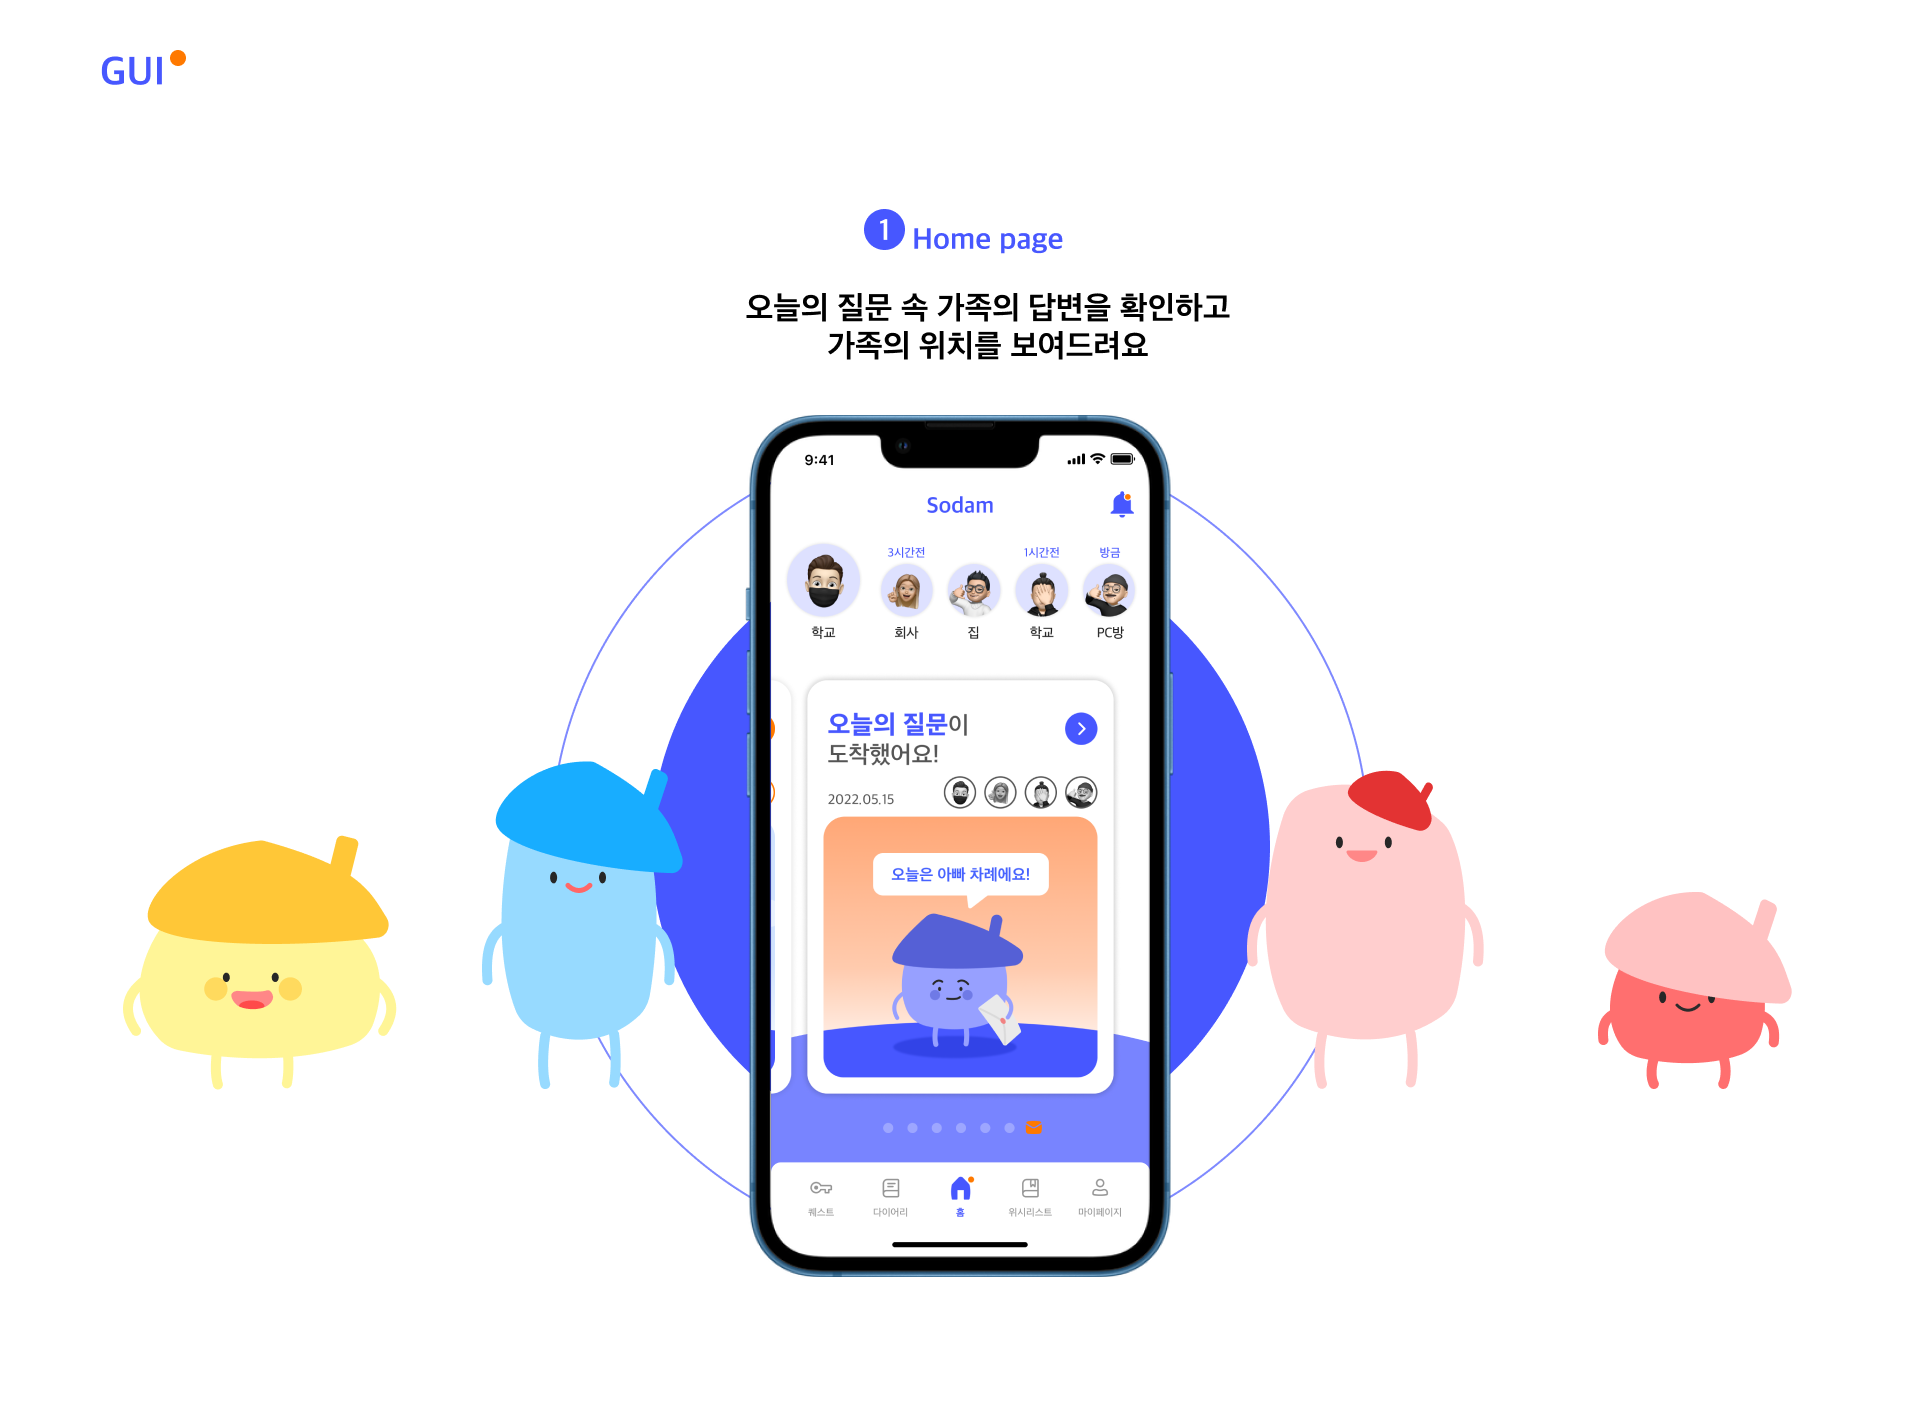 GUI
1 Home page
오늘의 질문 속 가족의 답변을 확인하고
가족의 위치를 보여드려요
9:41
Sodam
3시간전 1시간전 방금
학교 회사 집 학교 PC방
오늘의 질문이
도착했어요!
2022.05.15
오늘은 아빠 차례에요!
퀘스트 다이어리 홈 위시리스트 마이페이지